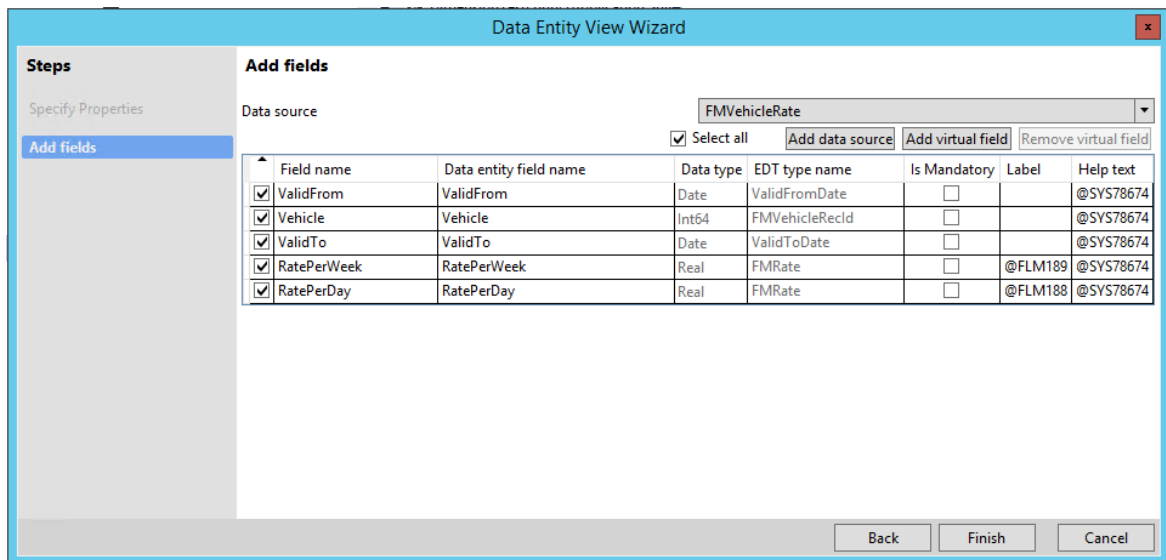 Data Entity View Wizard
x
Steps
Add fields
Specify Properties
Data source
FMVehicleRate
Add fields
Select all
Add data source
Add virtual field
Remove virtual field
Field name Data entity field name Data type EDT type name Is Mandatory Label Help text
ValidFrom ValidFrom Date ValidFromDate @SYS78674
Vehicle Vehicle Int64 FMVehicleRecId @SYS78674
ValidTo ValidTo Date ValidToDate @SYS78674
RatePerWeek RatePerWeek Real FMRate @FLM189 @SYS78674
RatePerDay RatePerDay Real FMRate @FLM188 @SYS78674
Back Finish Cancel